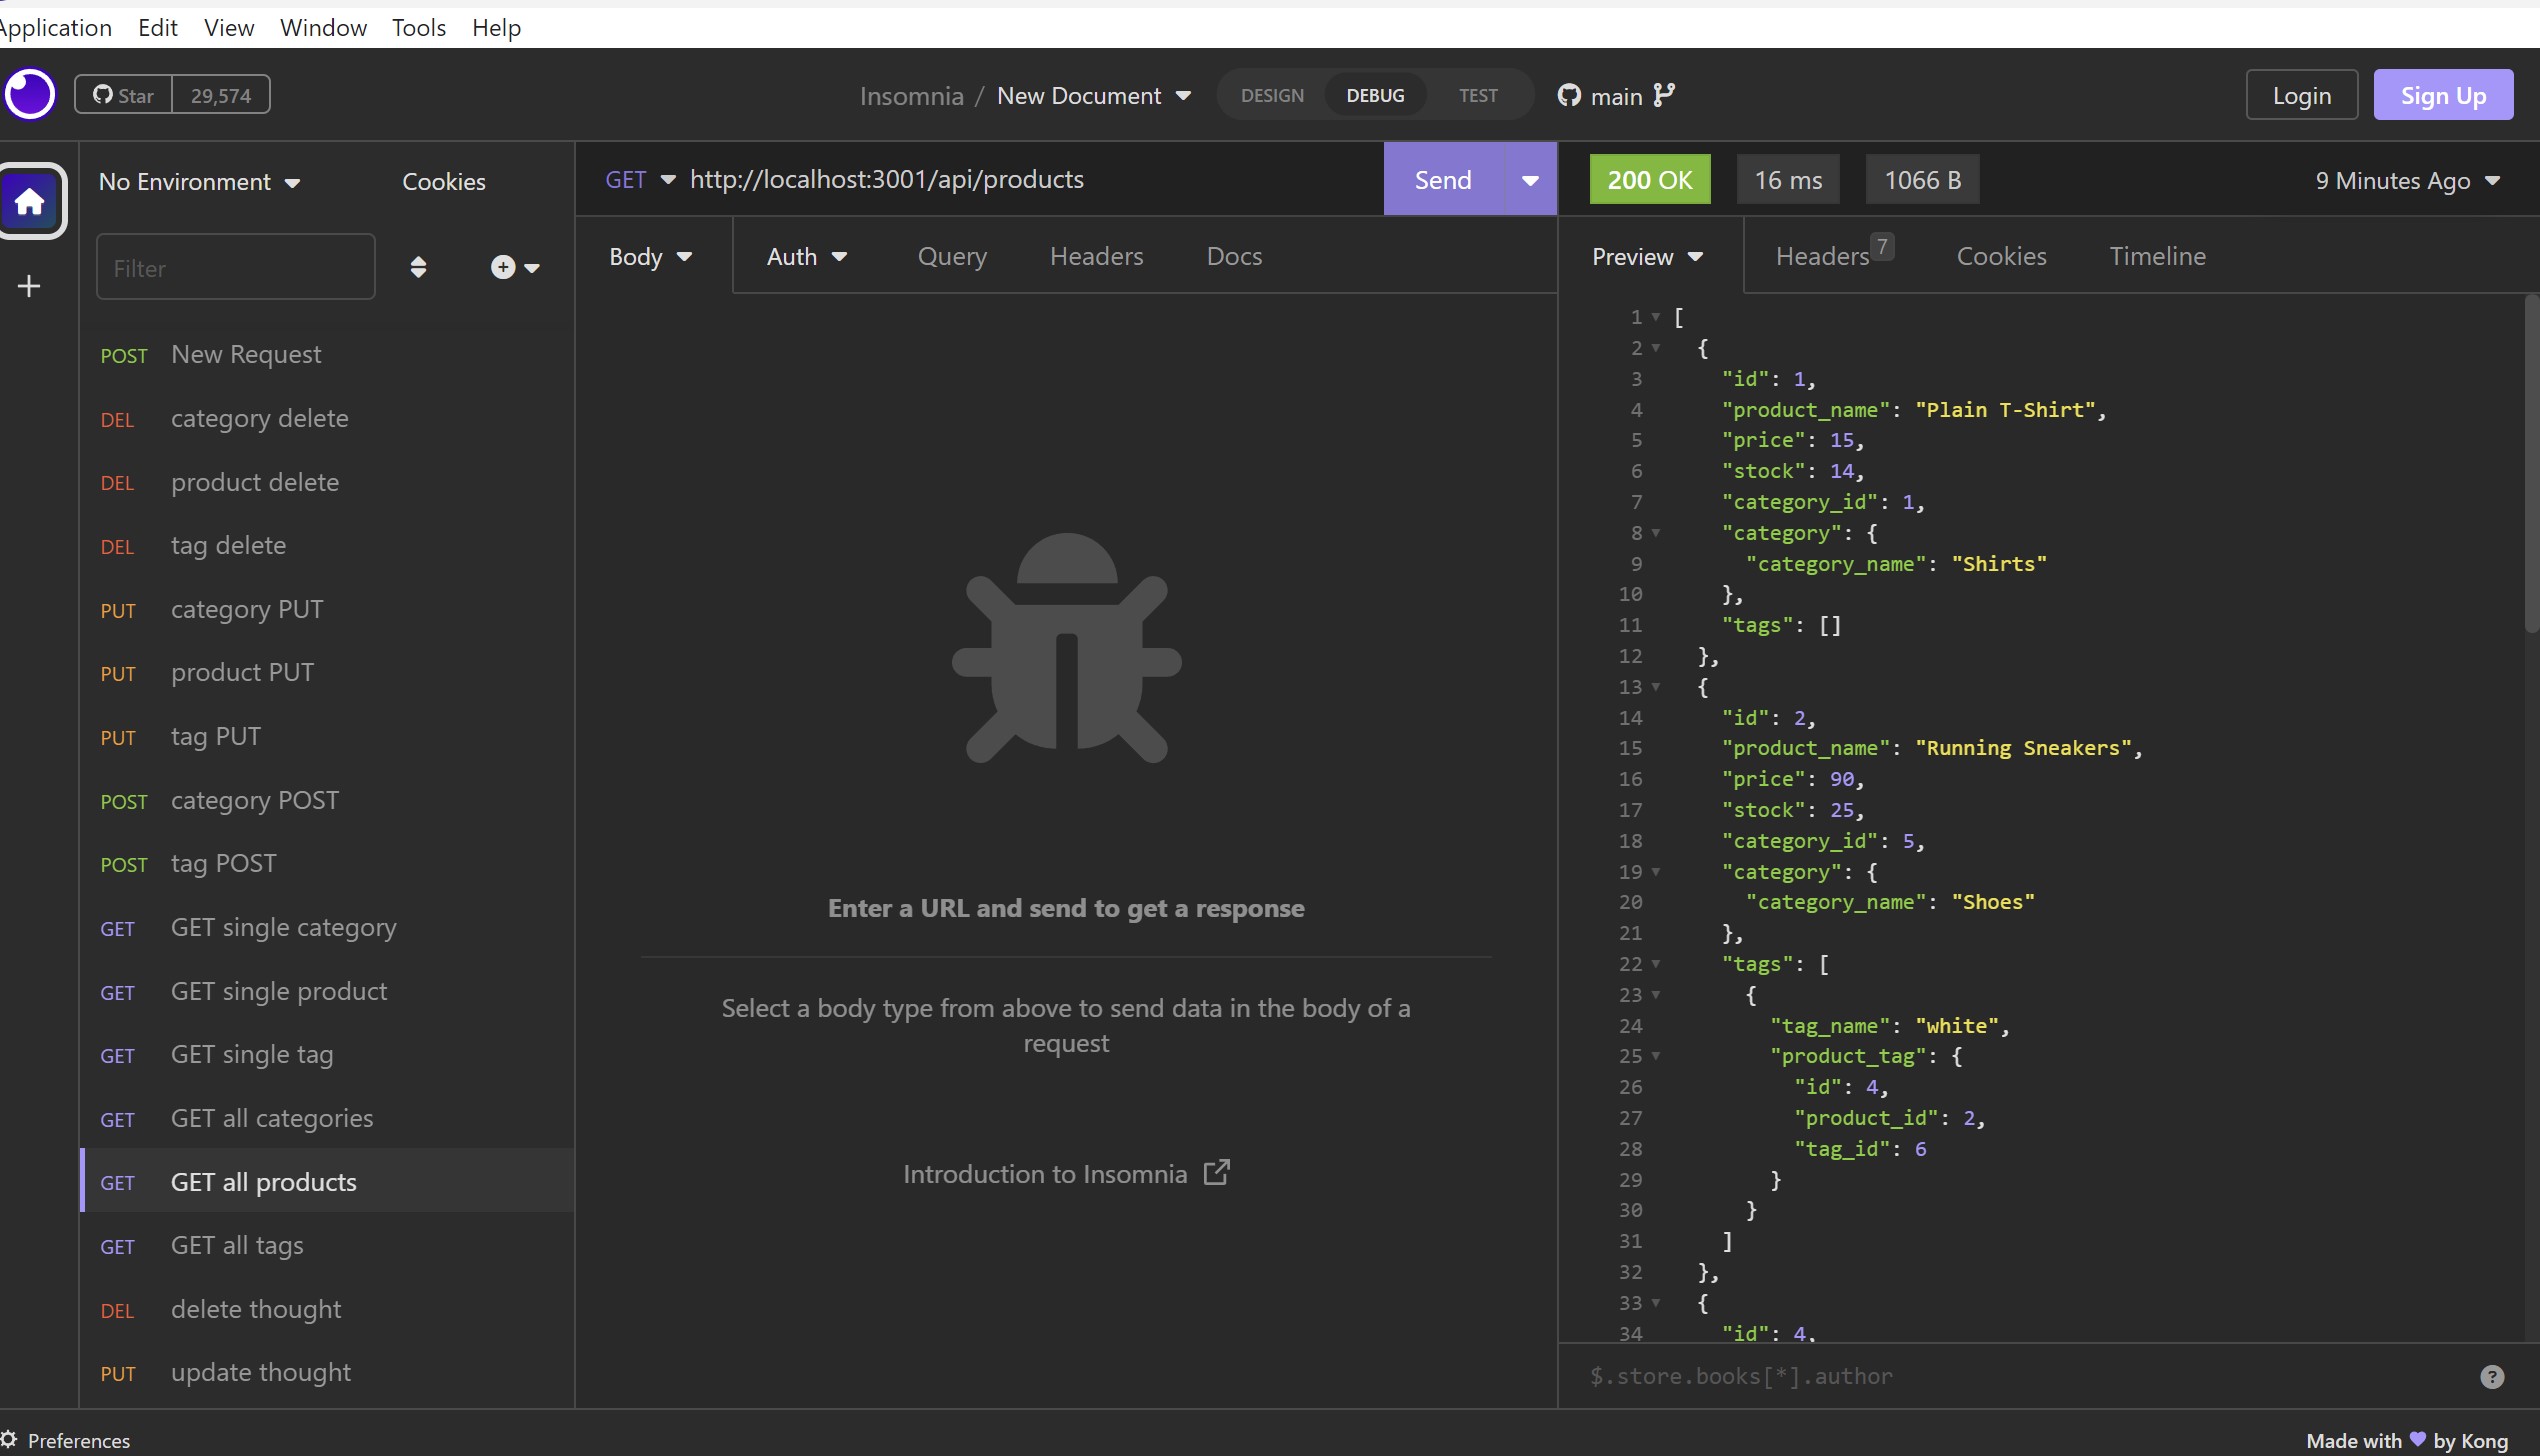 Application Edit View Window Tools Help
Star 29,574
Insomnia / New Document
DESIGN DEBUG TEST
main
Login Sign Up
No Environment Cookies
Filter
POST New Request
DEL category delete
DEL product delete
DEL tag delete
PUT category PUT
PUT product PUT
PUT tag PUT
POST category POST
POST tag POST
GET GET single category
GET GET single product
GET GET single tag
GET GET all categories
GET GET all products
GET GET all tags
DEL delete thought
PUT update thought
Preferences
GET http://localhost:3001/api/products Send
Body Auth Query Headers Docs
Enter a URL and send to get a response
Select a body type from above to send data in the body of a
request
Introduction to Insomnia
200 OK 16 ms 1066 B 9 Minutes Ago
Preview Headers 7 Cookies Timeline
1 [
2 {
3 "id": 1,
4 "product_name": "Plain T-Shirt",
5 "price": 15,
6 "stock": 14,
7 "category_id": 1,
8 "category": {
9 "category_name": "Shirts"
10 },
11 "tags": []
12 },
13 {
14 "id": 2,
15 "product_name": "Running Sneakers",
16 "price": 90,
17 "stock": 25,
18 "category_id": 5,
19 "category": {
20 "category_name": "Shoes"
21 },
22 "tags": [
23 {
24 "tag_name": "white",
25 "product_tag": {
26 "id": 4,
27 "product_id": 2,
28 "tag_id": 6
29 }
30 }
31 ]
32 },
33 {
34 "id": 4,
$.store.books[*].author ?
Made with 💜 by Kong